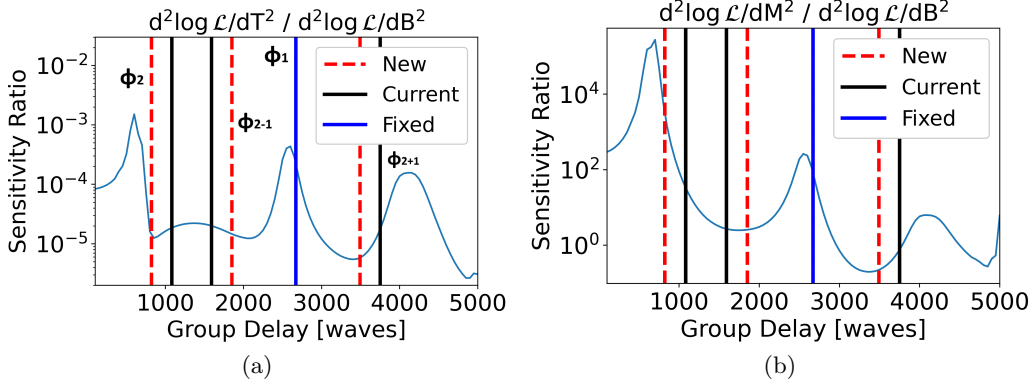 d²log ℒ/dT² / d²log ℒ/dB²
Sensitivity Ratio
10⁻²
10⁻³
10⁻⁴
10⁻⁵
ϕ₂
ϕ₂₋₁
ϕ₁
ϕ₂₊₁
New
Current
Fixed
1000 2000 3000 4000 5000
Group Delay [waves]
(a)
d²log ℒ/dM² / d²log ℒ/dB²
Sensitivity Ratio
10⁴
10²
10⁰
New
Current
Fixed
1000 2000 3000 4000 5000
Group Delay [waves]
(b)